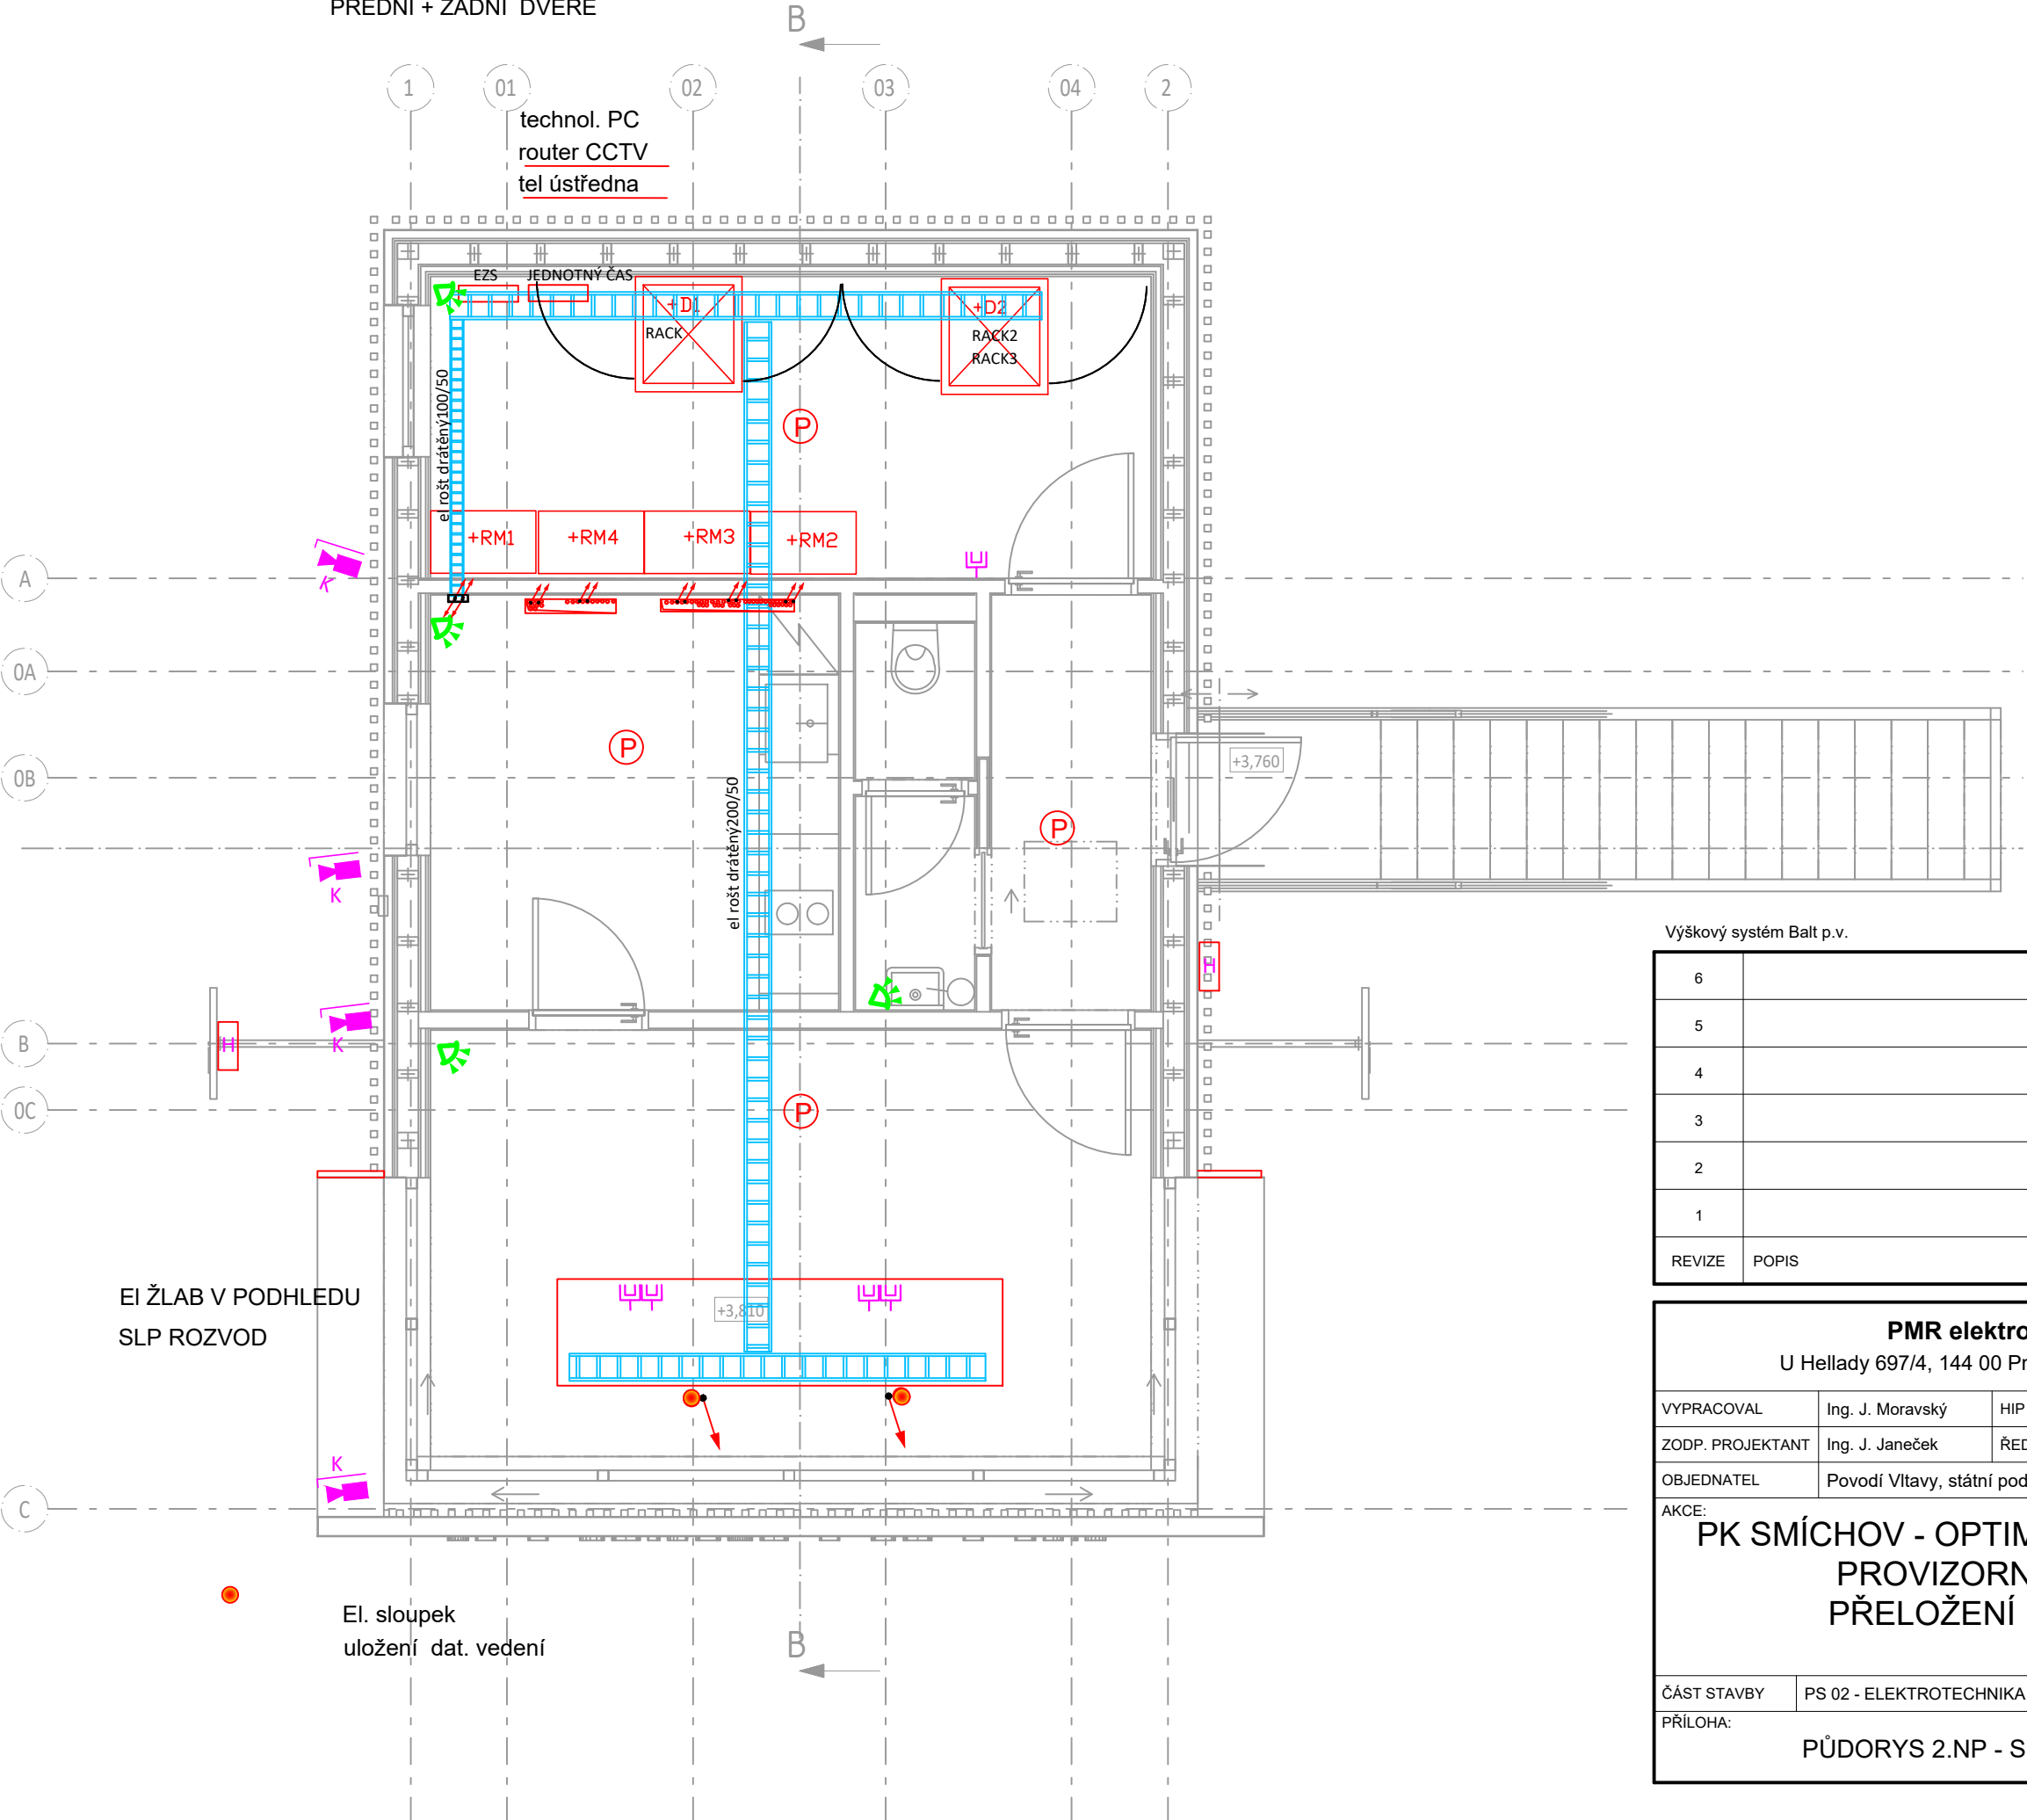 PŘEDNÍ + ZADNÍ DVEŘE
B
1 01 02 03 04 2
technol. PC
router CCTV
tel ústředna
EZS JEDNOTNÝ ČAS
+D1
RACK
+D2
RACK2
RACK3
el rošt drátěný100/50
P
+RM1 +RM4 +RM3 +RM2
K
A
0A
P
0B
+3,760
el rošt drátěný200/50
P
K
H
B
H
K
0C
P
El ŽLAB V PODHLEDU
SLP ROZVOD
+3,810
K
C
El. sloupek
uložení dat. vedení
B
Výškový systém Balt p.v.
6
5
4
3
2
1
REVIZE POPIS
PMR elektro
U Hellady 697/4, 144 00
VYPRACOVAL Ing. J. Moravský HIP
ZODP. PROJEKTANT Ing. J. Janeček
OBJEDNATEL Povodí Vltavy, státní pod
AKCE:
PK SMÍCHOV - OPTIM
PROVIZORN
PŘELOŽENÍ
ČÁST STAVBY PS 02 - ELEKTROTECHNIKA
PŘÍLOHA:
PŮDORYS 2.NP - S